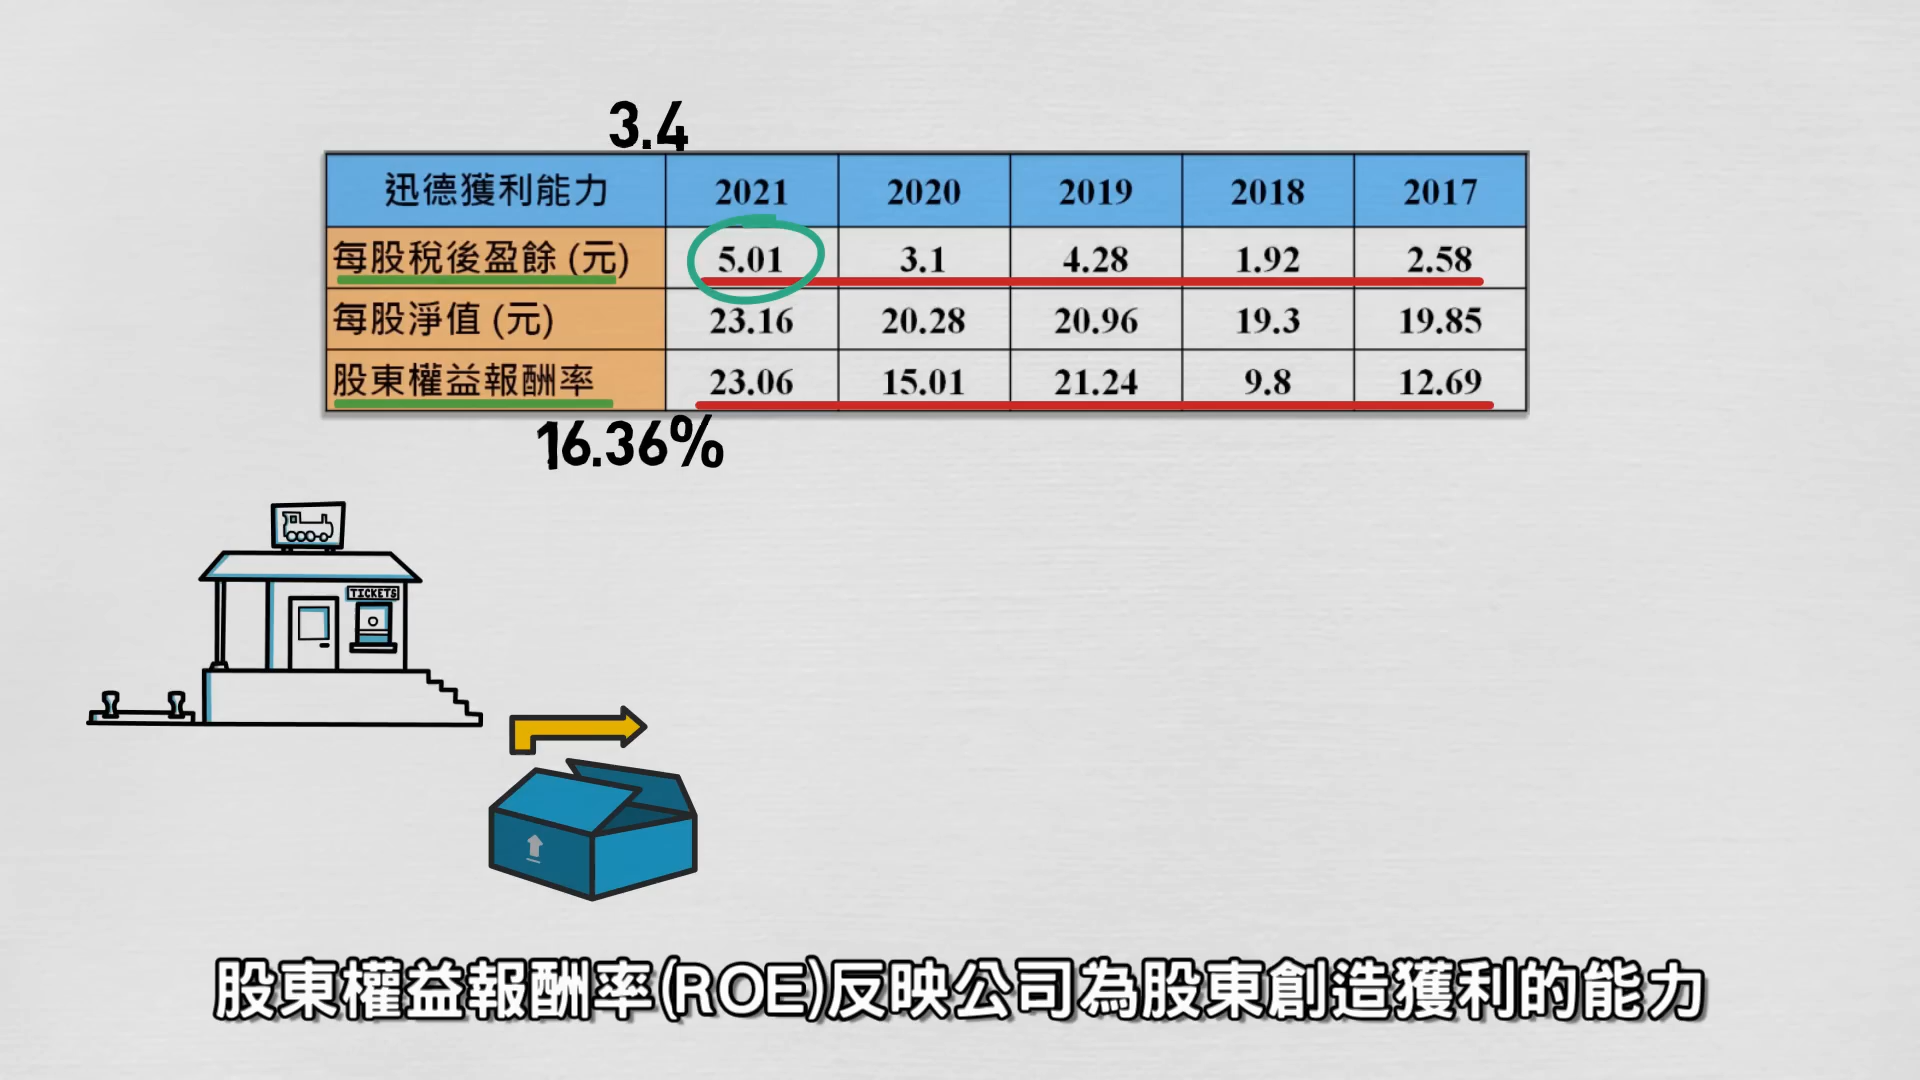 3.4
迅德獲利能力 2021 2020 2019 2018 2017
每股稅後盈餘 (元) 5.01 3.1 4.28 1.92 2.58
每股淨值 (元) 23.16 20.28 20.96 19.3 19.85
股東權益報酬率 23.06 15.01 21.24 9.8 12.69
16.36%
TICKETS
股東權益報酬率(ROE)反映公司為股東創造獲利的能力